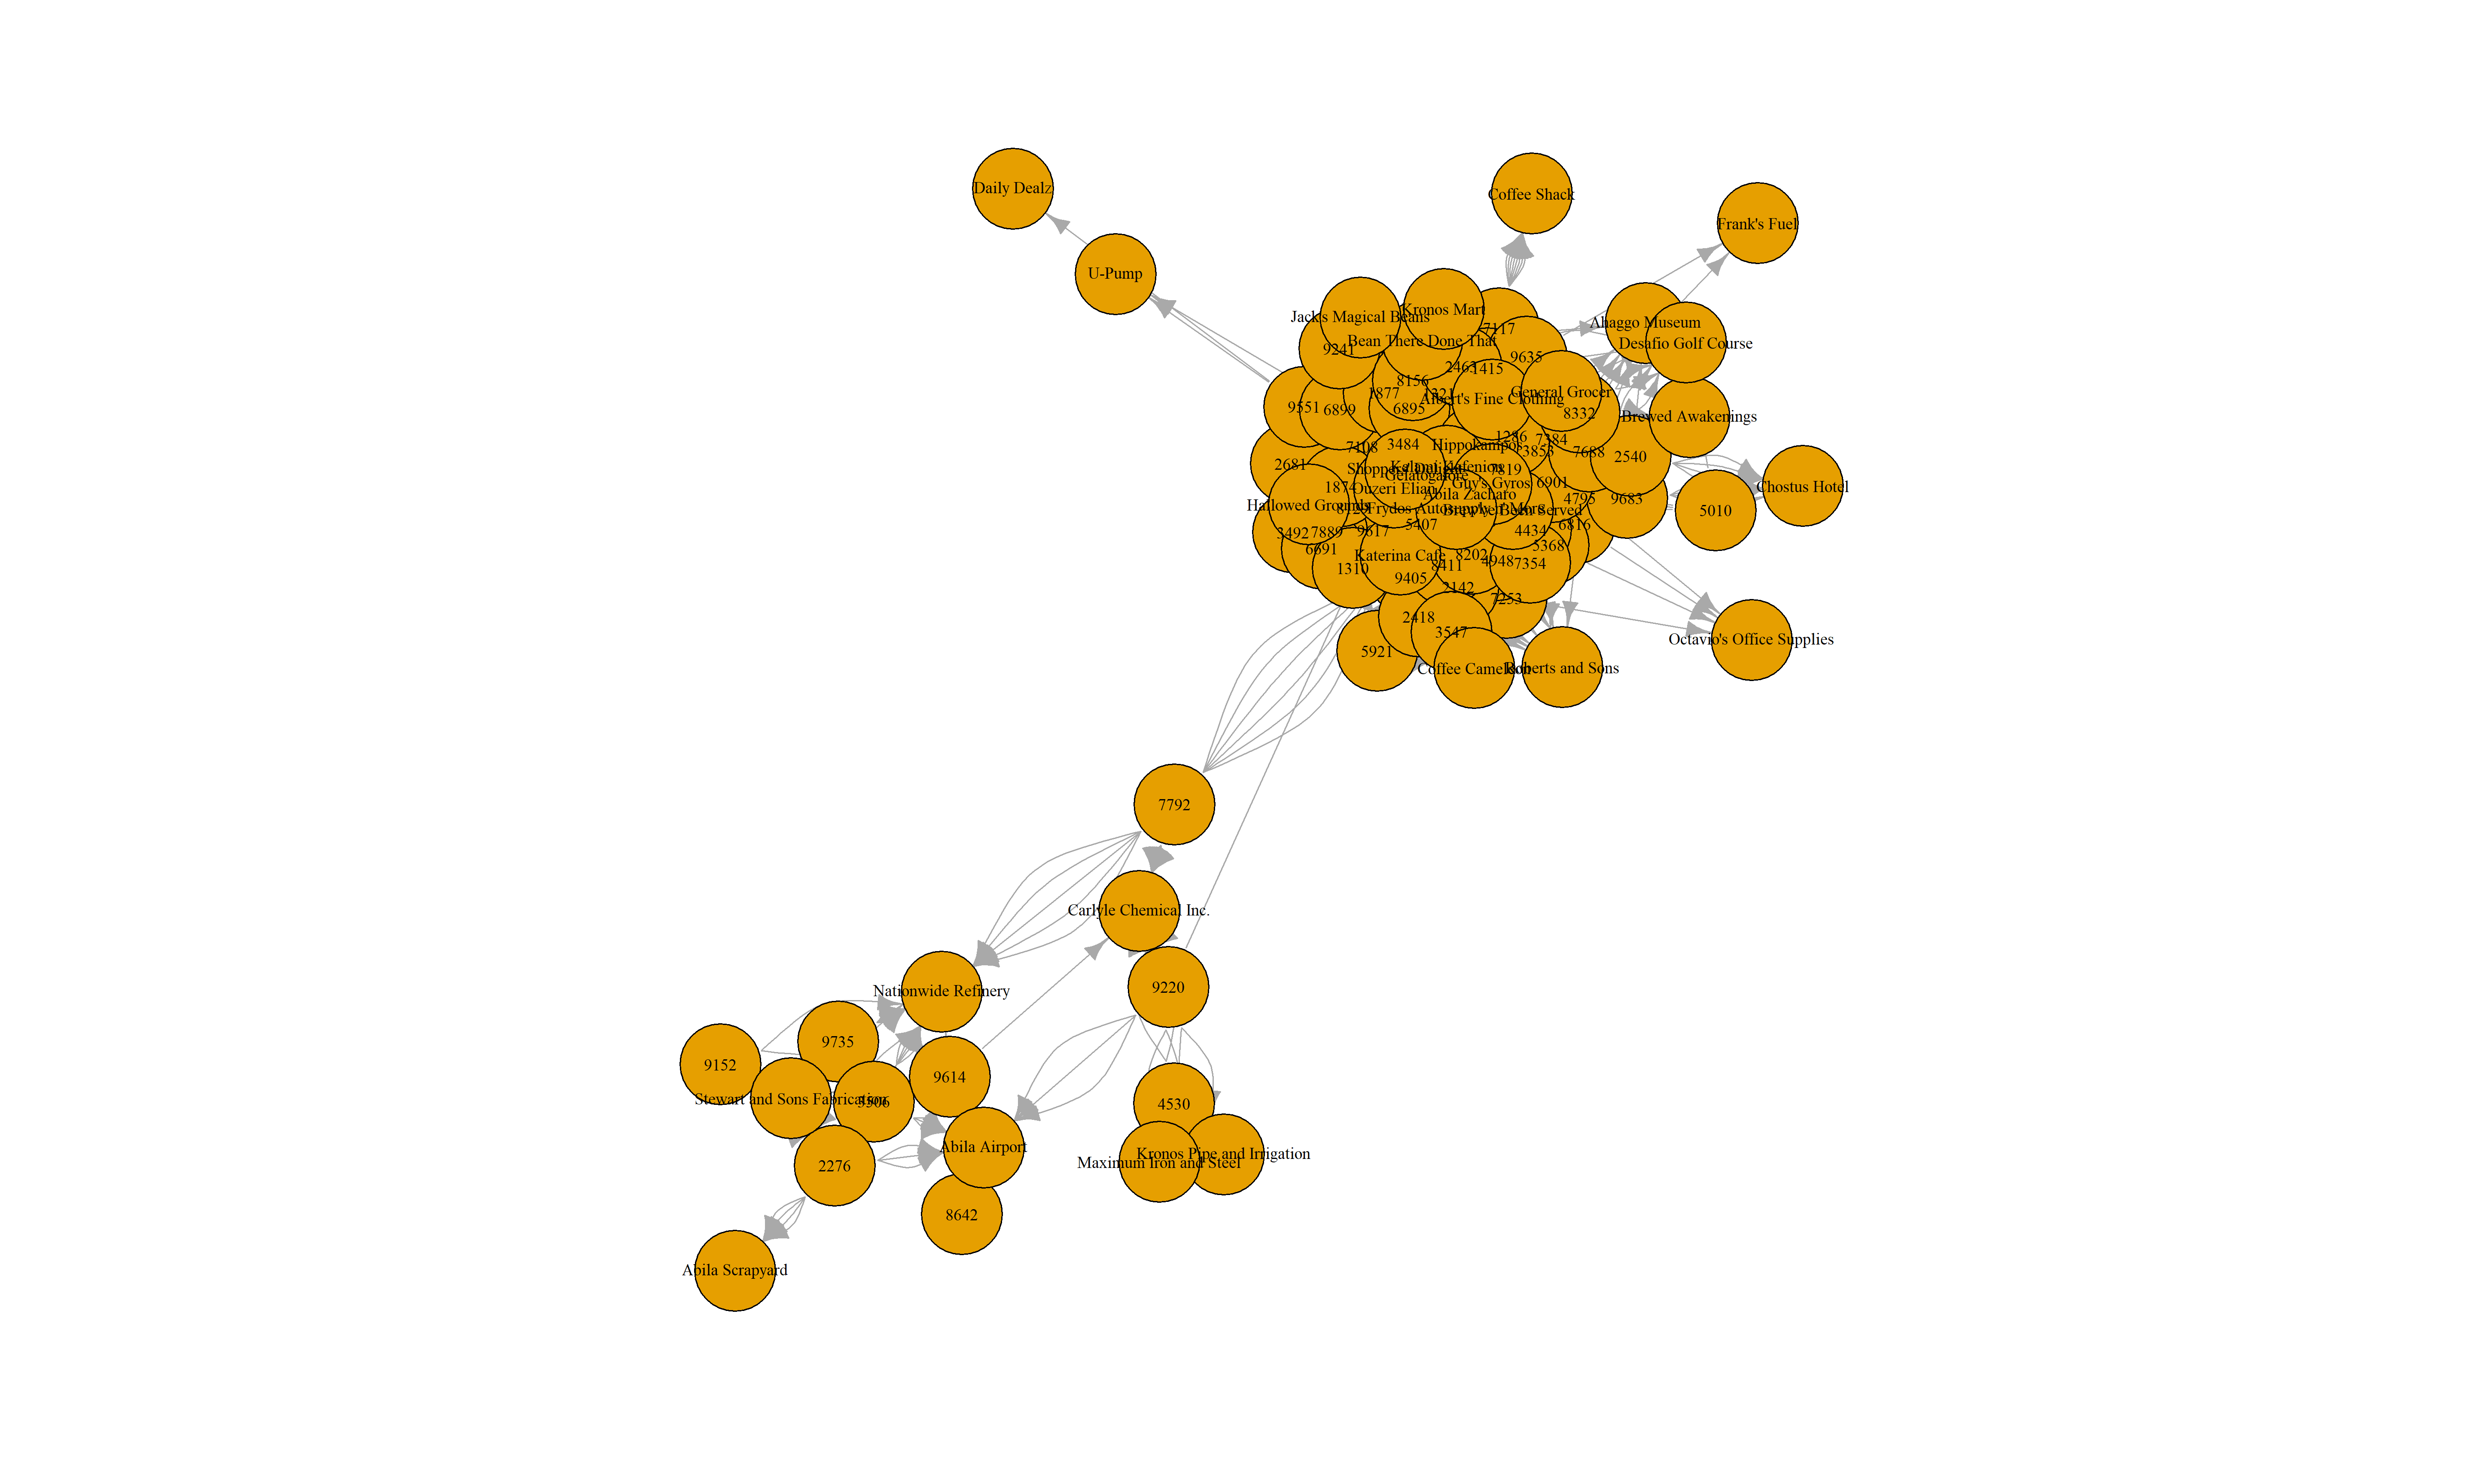 Daily Dealz
Coffee Shack
Frank's Fuel
U-Pump
Kronos Mart
Jack's Magical Beans
Ahaggo Museum
7117
Bean There Done That
Desafio Golf Course
9241
9635
2463
1415
8156
1877
1321
General Grocer
Albert's Fine Clothing
9551
6899
6895
8332
Brewed Awakenings
1286
7384
3484
Hippokampos
7108
3853
7688
2540
2681
Shoppers' Delight
Kalami Kafenion
7819
Gelatogalore
Guy's Gyros
6901
1874
Ouzeri Elian
Chostus Hotel
Abila Zacharo
4795
9683
Hallowed Grounds
Frydos Autosupply n' More
Brew've Been Served
5010
5407
6816
3492
7889
9617
4434
6691
5368
Katerina Cafe
8202
8411
4948
7354
1310
9405
2142
7253
2418
3547
Octavio's Office Supplies
5921
Coffee Cameleon
Roberts and Sons
7792
Carlyle Chemical Inc.
Nationwide Refinery
9220
9735
9152
9614
Stewart and Sons Fabrication
5506
4530
Abila Airport
Kronos Pipe and Irrigation
Maximum Iron and Steel
2276
8642
Abila Scrapyard